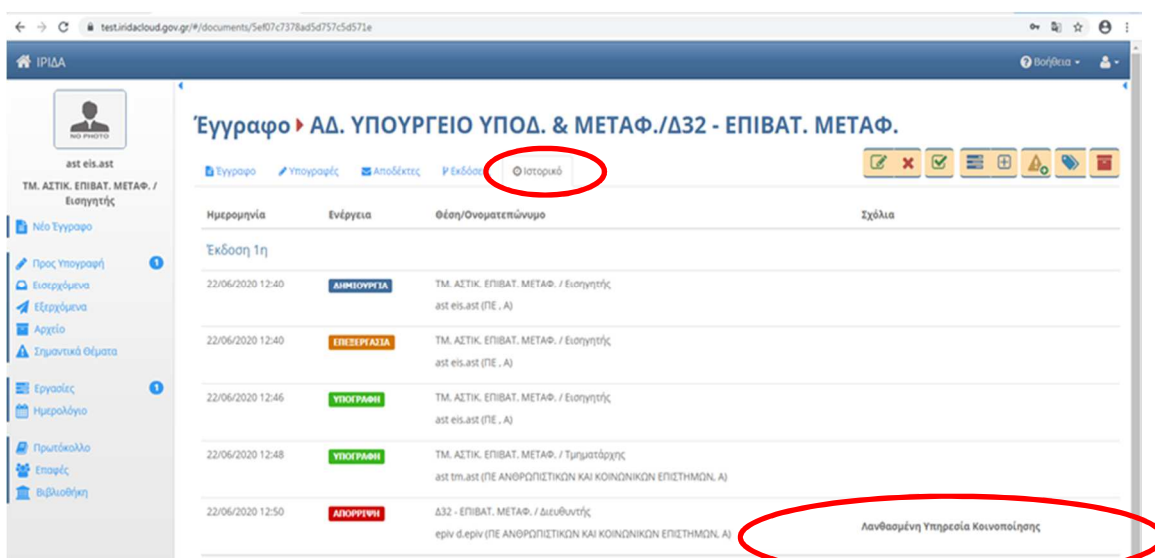 test.iridacloud.gov.gr/#/documents/5ef07c7378ad5d757c5d571e
ΙΡΙΔΑ
Βοήθεια
NO PHOTO
ast eis.ast
ΤΜ. ΑΣΤΙΚ. ΕΠΙΒΑΤ. ΜΕΤΑΦ. /
Εισηγητής
Νέο Έγγραφο
Προς Υπογραφή 1
Εισερχόμενα
Εξερχόμενα
Αρχείο
Σημαντικά Θέματα
Εργασίες 1
Ημερολόγιο
Πρωτόκολλο
Επαφές
Βιβλιοθήκη
Έγγραφο ΑΔ. ΥΠΟΥΡΓΕΙΟ ΥΠΟΔ. & ΜΕΤΑΦ./Δ32 - ΕΠΙΒΑΤ. ΜΕΤΑΦ.
Έγγραφο Υπογραφές Αποδέκτες Ιστορικό
Ημερομηνία Ενέργεια Θέση/Ονοματεπώνυμο Σχόλια
Έκδοση 1η
22/06/2020 12:40 ΔΗΜΙΟΥΡΓΙΑ ΤΜ. ΑΣΤΙΚ. ΕΠΙΒΑΤ. ΜΕΤΑΦ. / Εισηγητής
ast eis.ast (ΠΕ , Α)
22/06/2020 12:40 ΕΠΕΞΕΡΓΑΣΙΑ ΤΜ. ΑΣΤΙΚ. ΕΠΙΒΑΤ. ΜΕΤΑΦ. / Εισηγητής
ast eis.ast (ΠΕ , Α)
22/06/2020 12:46 ΥΠΟΓΡΑΦΗ ΤΜ. ΑΣΤΙΚ. ΕΠΙΒΑΤ. ΜΕΤΑΦ. / Εισηγητής
ast eis.ast (ΠΕ , Α)
22/06/2020 12:48 ΥΠΟΓΡΑΦΗ ΤΜ. ΑΣΤΙΚ. ΕΠΙΒΑΤ. ΜΕΤΑΦ. / Τμηματάρχης
ast tm.ast (ΠΕ ΑΝΘΡΩΠΙΣΤΙΚΩΝ ΚΑΙ ΚΟΙΝΩΝΙΚΩΝ ΕΠΙΣΤΗΜΩΝ, Α)
22/06/2020 12:50 ΑΠΟΡΡΙΨΗ Δ32 - ΕΠΙΒΑΤ. ΜΕΤΑΦ. / Διευθυντής
epiv d.epiv (ΠΕ ΑΝΘΡΩΠΙΣΤΙΚΩΝ ΚΑΙ ΚΟΙΝΩΝΙΚΩΝ ΕΠΙΣΤΗΜΩΝ, Α) Λανθασμένη Υπηρεσία Κοινοποίησης